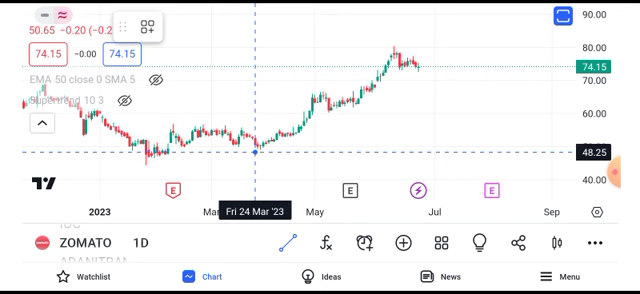 50.65 −0.20 (−0.2
90.00
80.00
74.15 −0.00 74.15
74.15
70.00
EMA 50 close 0 SMA 5
Supertrend 10 3
60.00
48.25
40.00
E E E
2023 Mar Fri 24 Mar '23 May Jul Sep
ZOMATO 1D
ADANITRAN
Watchlist Chart Ideas News Menu